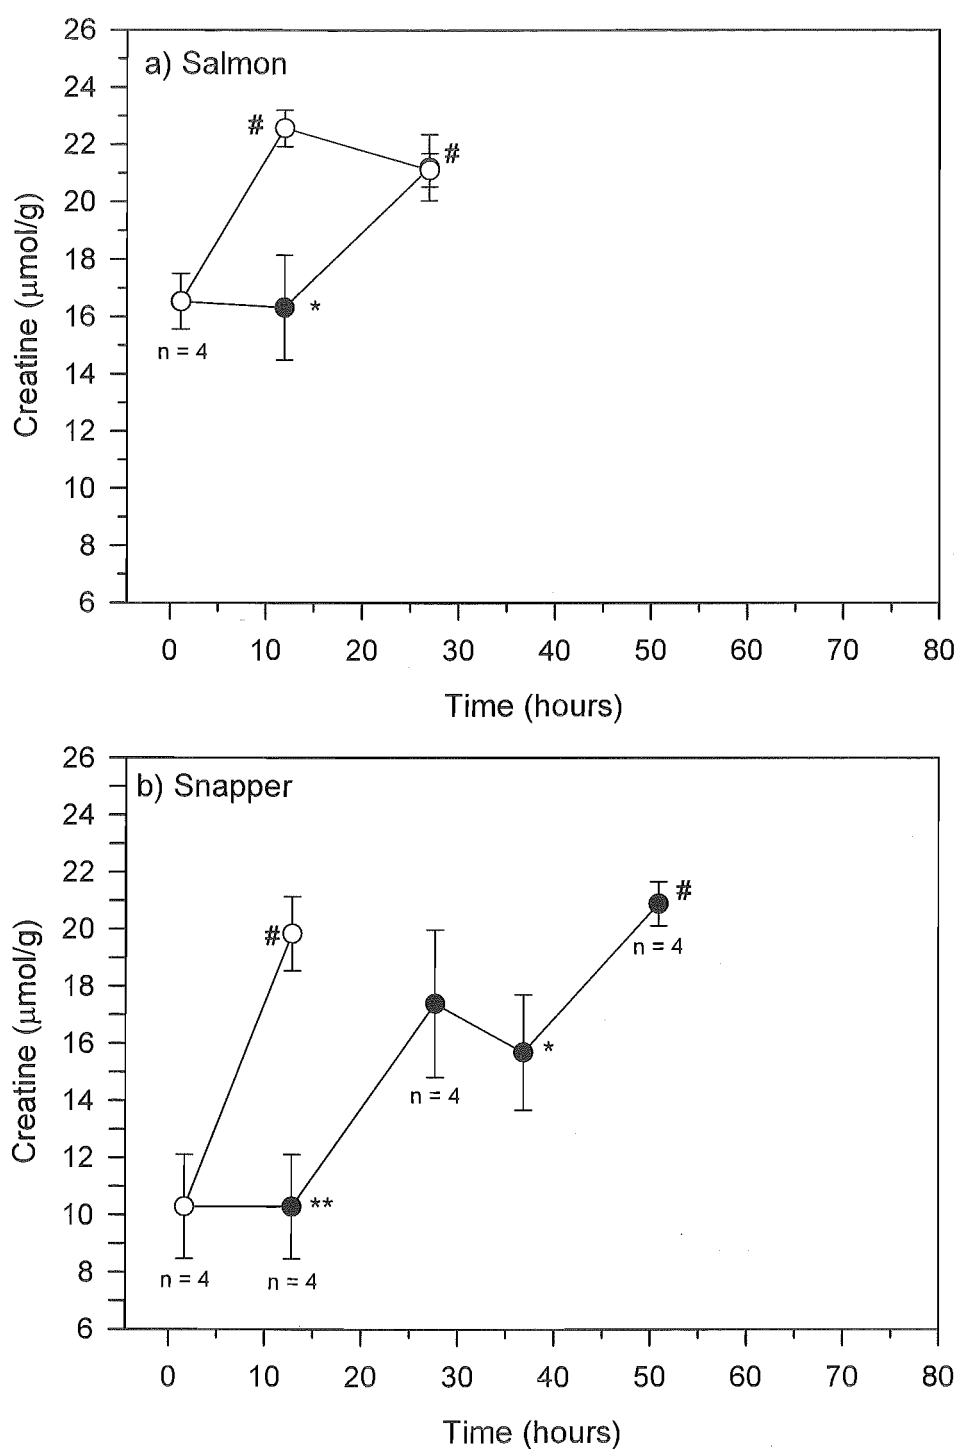 a) Salmon
26
24
22
20
18
16
14
12
10
8
6
Creatine (μmol/g)
#
#
*
n = 4
0 10 20 30 40 50 60 70 80
Time (hours)
b) Snapper
26
24
22
20
18
16
14
12
10
8
6
Creatine (μmol/g)
#
#
n = 4
n = 4
*
**
n = 4
n = 4
0 10 20 30 40 50 60 70 80
Time (hours)